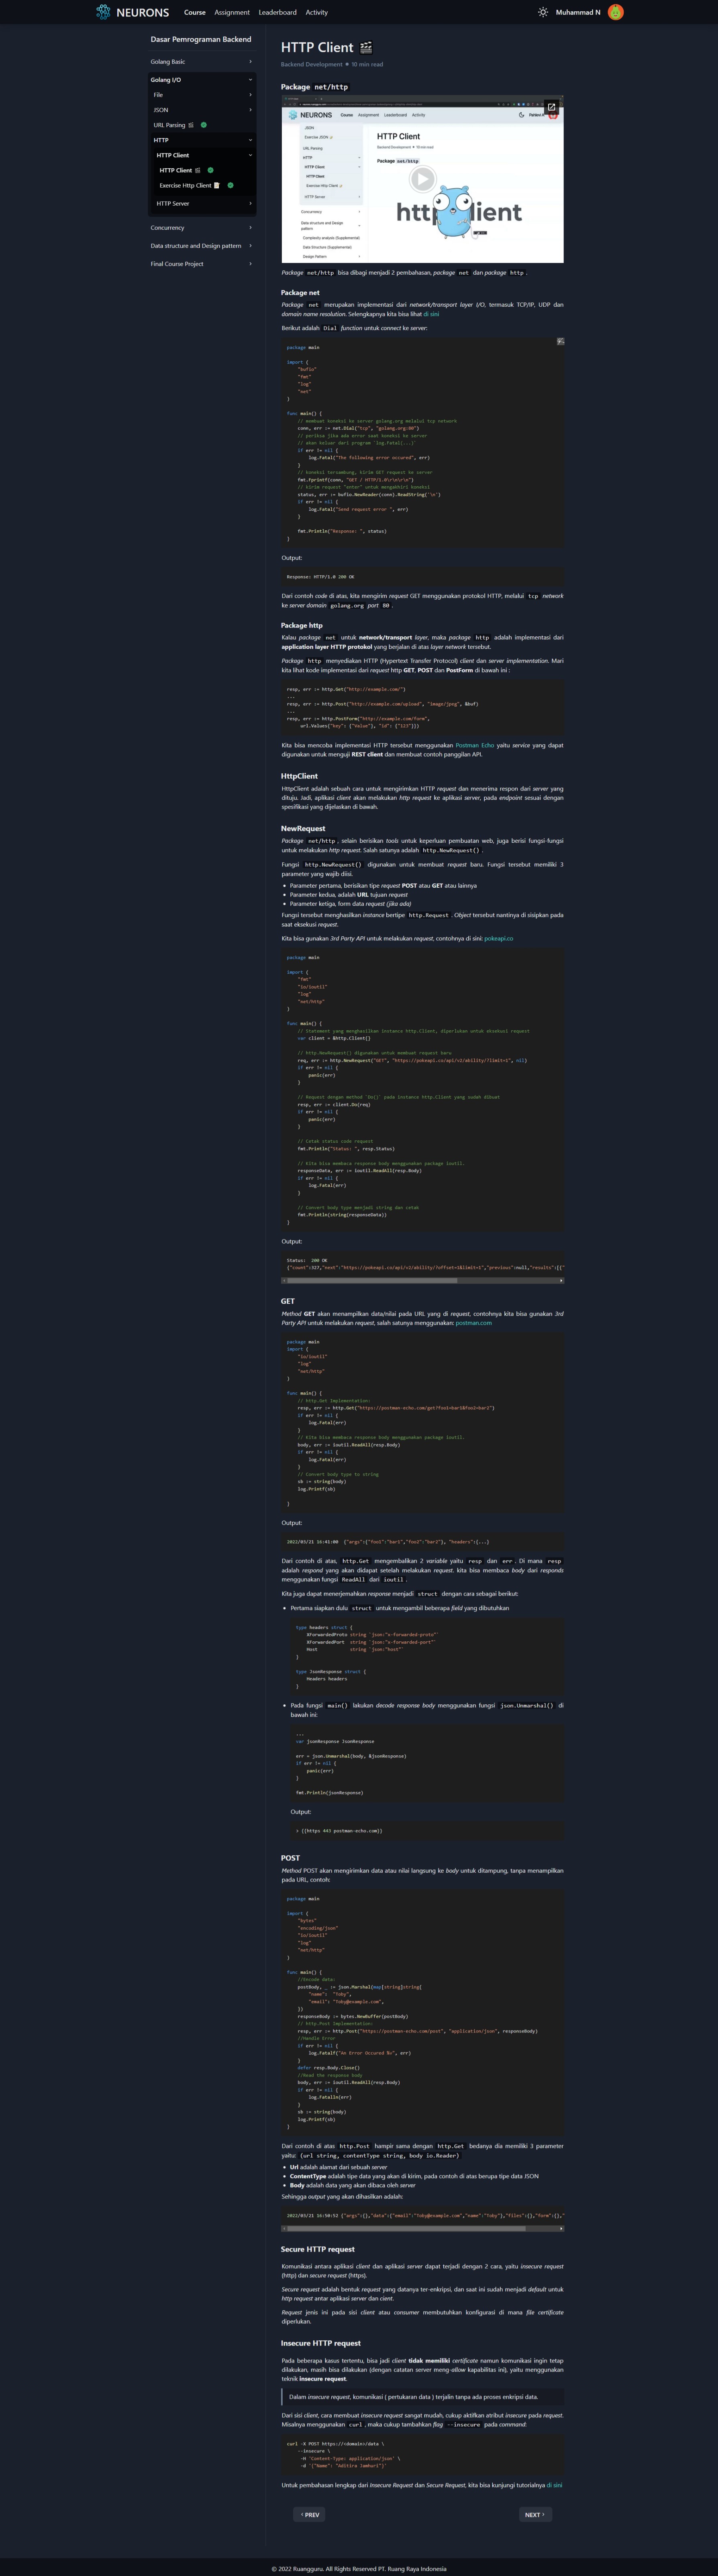 NEURONS
Course Assignment Leaderboard Activity
Muhammad N
Dasar Pemrograman Backend
Golang Basic
Golang I/O
File
JSON
URL Parsing
HTTP
HTTP Client
HTTP Client
Exercise Http Client
HTTP Server
Concurrency
Data structure and Design pattern
Final Course Project
HTTP Client
Backend Development • 10 min read
Package net/http
NEURONS Course Assignment Leaderboard Activity
JSON
Exercise JSON
URL Parsing
HTTP
HTTP Client
HTTP Client
Exercise Http Client
HTTP Server
Concurrency
Data structure and Design Pattern
Complexity analysis (Supplemental)
Data Structure (Supplemental)
Design Pattern
HTTP Client
Backend Development • 10 min read
Package net/http
Package net/http bisa dibagi menjadi 2 pembahasan, package net dan package http.
Package net
Package net merupakan implementasi dari network/transport layer I/O, termasuk TCP/IP, UDP dan
domain name resolution. Selengkapnya kita bisa lihat di sini
Berikut adalah Dial function untuk connect ke server:
package main
import (
"bufio"
"fmt"
"log"
"net"
)
func main() {
// membuat koneksi ke server golang.org melalui tcp network
conn, err := net.Dial("tcp", "golang.org:80")
// periksa jika ada error saat koneksi ke server
// akan keluar dari program `log.Fatal(...)`
if err != nil {
log.Fatal("The following error occured", err)
}
// koneksi tersambung, kirim GET request ke server
fmt.Fprintf(conn, "GET / HTTP/1.0\r\n\r\n")
// kirim request "enter" untuk mengakhiri koneksi
status, err := bufio.NewReader(conn).ReadString('\n')
if err != nil {
log.Fatal("Send request error ", err)
}
fmt.Println("Response: ", status)
}
Output:
Response: HTTP/1.0 200 OK
Dari contoh code di atas, kita mengirim request GET menggunakan protokol HTTP, melalui tcp network
ke server domain golang.org port 80.
Package http
Kalau package net untuk network/transport layer, maka package http adalah implementasi dari
application layer HTTP protokol yang berjalan di atas layer network tersebut.
Package http menyediakan HTTP (Hypertext Transfer Protocol) client dan server implementation. Mari
kita lihat kode implementasi dari request http GET, POST dan PostForm di bawah ini :
resp, err := http.Get("http://example.com/")
...
resp, err := http.Post("http://example.com/upload", "image/jpeg", &buf)
...
resp, err := http.PostForm("http://example.com/form",
url.Values{"key": {"Value"}, "id": {"123"}})
Kita bisa mencoba implementasi HTTP tersebut menggunakan Postman Echo yaitu service yang dapat
digunakan untuk menguji REST client dan membuat contoh panggilan API.
HttpClient
HttpClient adalah sebuah cara untuk mengirimkan HTTP request dan menerima respon dari server yang
dituju. Jadi, aplikasi client akan melakukan http request ke aplikasi server, pada endpoint sesuai dengan
spesifikasi yang dijelaskan di bawah.
NewRequest
Package net/http, selain berisikan tools untuk keperluan pembuatan web, juga berisi fungsi-fungsi
untuk melakukan http request. Salah satunya adalah http.NewRequest().
Fungsi http.NewRequest() digunakan untuk membuat request baru. Fungsi tersebut memiliki 3
parameter yang wajib diisi.
• Parameter pertama, berisikan tipe request POST atau GET atau lainnya
• Parameter kedua, adalah URL tujuan request
• Parameter ketiga, form data request (jika ada)
Fungsi tersebut menghasilkan instance bertipe http.Request. Object tersebut nantinya di sisipkan pada
saat eksekusi request.
Kita bisa gunakan 3rd Party API untuk melakukan request, contohnya di sini: pokeapi.co
package main
import (
"fmt"
"io/ioutil"
"log"
"net/http"
)
func main() {
// Statement yang menghasilkan instance http.Client, diperlukan untuk eksekusi request
var client = &http.Client{}
// http.NewRequest() digunakan untuk membuat request baru
req, err := http.NewRequest("GET", "https://pokeapi.co/api/v2/ability/?limit=1", nil)
if err != nil {
panic(err)
}
// Request dengan method `Do()` pada instance http.Client yang sudah dibuat
resp, err := client.Do(req)
if err != nil {
panic(err)
}
// Cetak status code request
fmt.Println("Status: ", resp.Status)
// Kita bisa membaca response body menggunakan package ioutil.
responseData, err := ioutil.ReadAll(resp.Body)
if err != nil {
log.Fatal(err)
}
// Convert body type menjadi string dan cetak
fmt.Println(string(responseData))
}
Output:
Status:  200 OK
{"count":327,"next":"https://pokeapi.co/api/v2/ability/?offset=1&limit=1","previous":null,"results":[{"
GET
Method GET akan menampilkan data/nilai pada URL yang di request, contohnya kita bisa gunakan 3rd
Party API untuk melakukan request, salah satunya menggunakan: postman.com
package main
import (
"io/ioutil"
"log"
"net/http"
)
func main() {
// http.Get Implementation:
resp, err := http.Get("https://postman-echo.com/get?foo1=bar1&foo2=bar2")
if err != nil {
log.Fatal(err)
}
// Kita bisa membaca response body menggunakan package ioutil.
body, err := ioutil.ReadAll(resp.Body)
if err != nil {
log.Fatal(err)
}
// Convert body type to string
sb := string(body)
log.Printf(sb)
}
Output:
2022/03/21 16:41:00 {"args":{"foo1":"bar1","foo2":"bar2"}, "headers":{...}
Dari contoh di atas, http.Get mengembalikan 2 variable yaitu resp dan err. Di mana resp
adalah respond yang akan didapat setelah melakukan request. kita bisa membaca body dari responds
menggunakan fungsi ReadAll dari ioutil.
Kita juga dapat menerjemahkan response menjadi struct dengan cara sebagai berikut:
• Pertama siapkan dulu struct untuk mengambil beberapa field yang dibutuhkan
type headers struct {
XForwardedProto string `json:"x-forwarded-proto"`
XForwardedPort string `json:"x-forwarded-port"`
Host string `json:"host"`
}
type JsonResponse struct {
Headers headers
}
• Pada fungsi main() lakukan decode response body menggunakan fungsi json.Unmarshal() di
bawah ini:
...
var jsonResponse JsonResponse
err = json.Unmarshal(body, &jsonResponse)
if err != nil {
panic(err)
}
fmt.Println(jsonResponse)
Output:
> {{https 443 postman-echo.com}}
POST
Method POST akan mengirimkan data atau nilai langsung ke body untuk ditampung, tanpa menampilkan
pada URL, contoh:
package main
import (
"bytes"
"encoding/json"
"io/ioutil"
"log"
"net/http"
)
func main() {
//Encode data:
postBody, _ := json.Marshal(map[string]string{
"name":  "Toby",
"email": "Toby@example.com",
})
responseBody := bytes.NewBuffer(postBody)
// http.Post Implementation:
resp, err := http.Post("https://postman-echo.com/post", "application/json", responseBody)
//Handle Error
if err != nil {
log.Fatalf("An Error Occured %v", err)
}
defer resp.Body.Close()
//Read the response body
body, err := ioutil.ReadAll(resp.Body)
if err != nil {
log.Fatalln(err)
}
sb := string(body)
log.Printf(sb)
}
Dari contoh di atas http.Post hampir sama dengan http.Get bedanya dia memiliki 3 parameter
yaitu: (url string, contentType string, body io.Reader)
• Url adalah alamat dari sebuah server
• ContentType adalah tipe data yang akan di kirim, pada contoh di atas berupa tipe data JSON
• Body adalah data yang akan dibaca oleh server
Sehingga output yang akan dihasilkan adalah:
2022/03/21 16:50:52 {"args":{},"data":{"email":"Toby@example.com","name":"Toby"},"files":{},"form":{},"
Secure HTTP request
Komunikasi antara aplikasi client dan aplikasi server dapat terjadi dengan 2 cara, yaitu insecure request
(http) dan secure request (https).
Secure request adalah bentuk request yang datanya ter-enkripsi, dan saat ini sudah menjadi default untuk
http request antar aplikasi server dan cient.
Request jenis ini pada sisi client atau consumer membutuhkan konfigurasi di mana file certificate
diperlukan.
Insecure HTTP request
Pada beberapa kasus tertentu, bisa jadi client tidak memiliki certificate namun komunikasi ingin tetap
dilakukan, masih bisa dilakukan (dengan catatan server meng-allow kapabilitas ini), yaitu menggunakan
teknik insecure request.
Dalam insecure request, komunikasi ( pertukaran data ) terjalin tanpa ada proses enkripsi data.
Dari sisi client, cara membuat insecure request sangat mudah, cukup aktifkan atribut insecure pada request.
Misalnya menggunakan curl, maka cukup tambahkan flag --insecure pada command:
curl -X POST https://<domain>/data \
--insecure \
-H 'Content-Type: application/json' \
-d '{"Name": "Aditira Jamhuri"}'
Untuk pembahasan lengkap dari Insecure Request dan Secure Request, kita bisa kunjungi tutorialnya di sini
PREV
NEXT
© 2022 Ruangguru. All Rights Reserved PT. Ruang Raya Indonesia